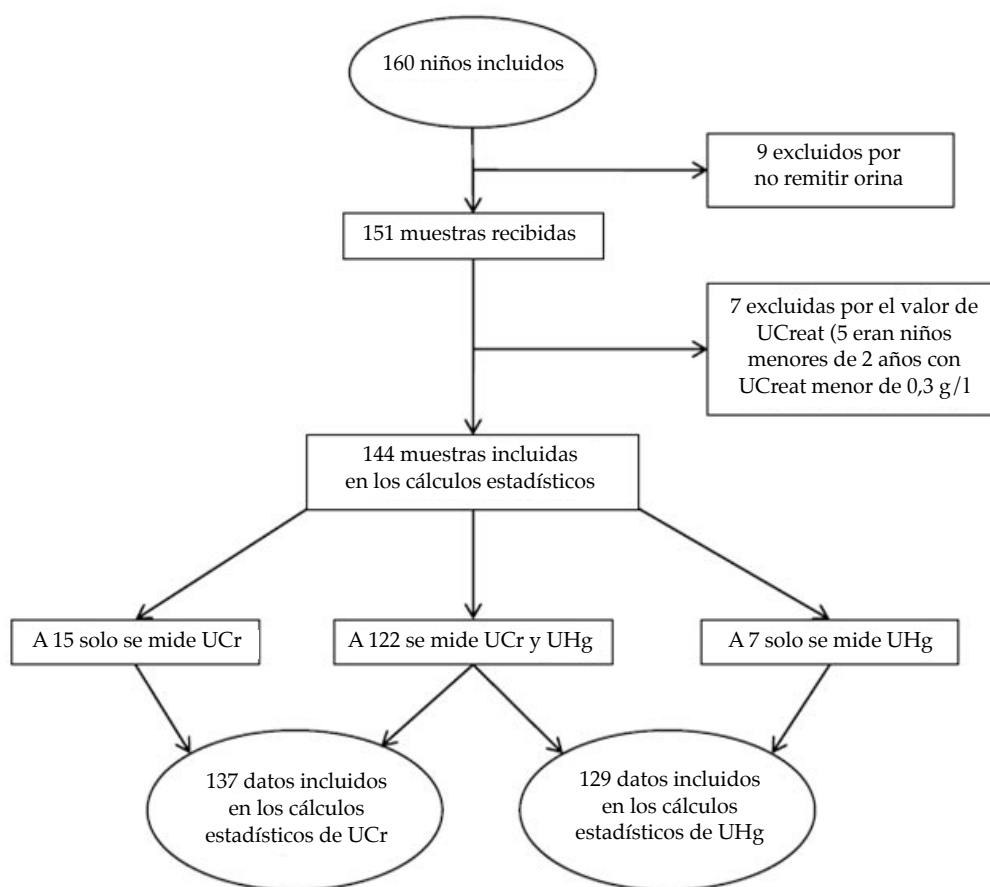 160 niños incluidos
9 excluidos por
no remitir orina
151 muestras recibidas
7 excluidas por el valor de
UCreat (5 eran niños
menores de 2 años con
UCreat menor de 0,3 g/l
144 muestras incluidas
en los cálculos estadísticos
A 15 solo se mide UCr
A 122 se mide UCr y UHg
A 7 solo se mide UHg
137 datos incluidos
en los cálculos
estadísticos de UCr
129 datos incluidos
en los cálculos
estadísticos de UHg